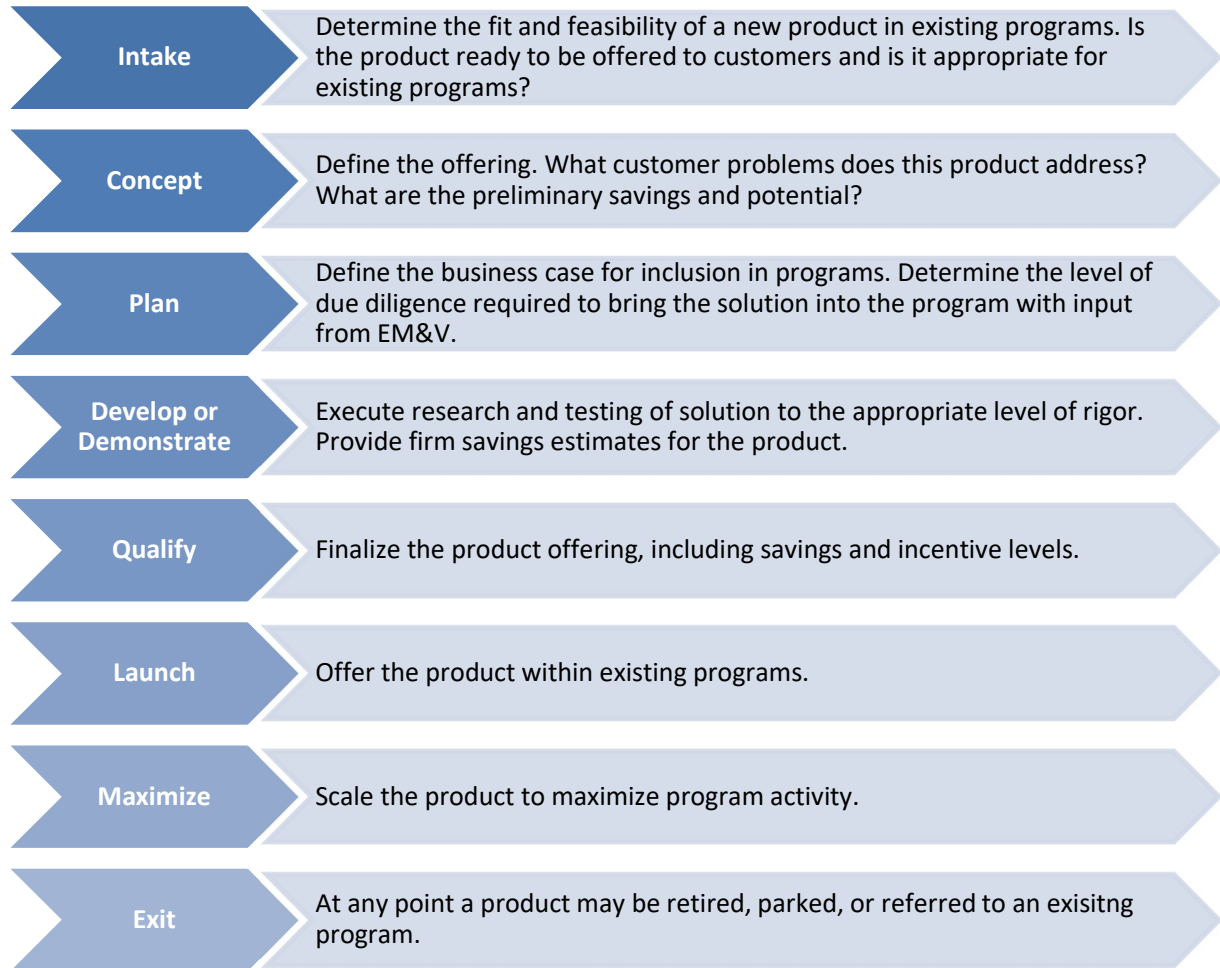 Intake
Determine the fit and feasibility of a new product in existing programs. Is
the product ready to be offered to customers and is it appropriate for
existing programs?
Concept
Define the offering. What customer problems does this product address?
What are the preliminary savings and potential?
Plan
Define the business case for inclusion in programs. Determine the level of
due diligence required to bring the solution into the program with input
from EM&V.
Develop or
Demonstrate
Execute research and testing of solution to the appropriate level of rigor.
Provide firm savings estimates for the product.
Qualify
Finalize the product offering, including savings and incentive levels.
Launch
Offer the product within existing programs.
Maximize
Scale the product to maximize program activity.
Exit
At any point a product may be retired, parked, or referred to an exisitng
program.